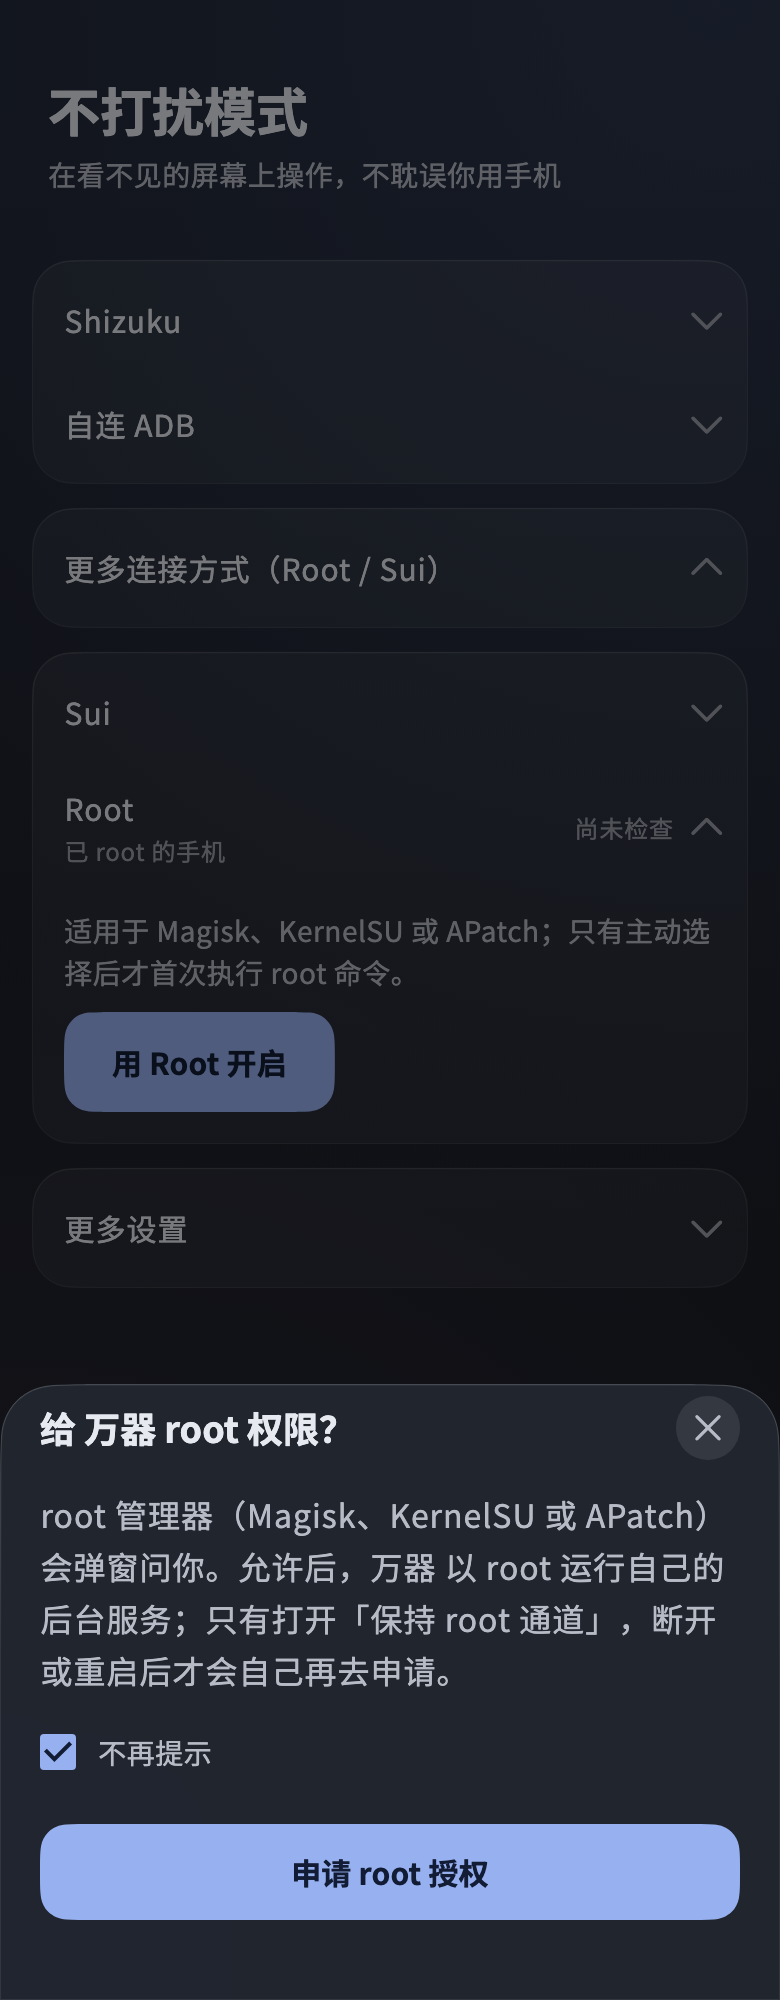 不打扰模式
在看不见的屏幕上操作，不耽误你用手机
Shizuku
自连 ADB
更多连接方式（Root / Sui）
Sui
Root
已 root 的手机
尚未检查
适用于 Magisk、KernelSU 或 APatch；只有主动选
择后才首次执行 root 命令。
用 Root 开启
更多设置
给 万器 root 权限？
root 管理器（Magisk、KernelSU 或 APatch）
会弹窗问你。允许后，万器 以 root 运行自己的
后台服务；只有打开「保持 root 通道」，断开
或重启后才会自己再去申请。
不再提示
申请 root 授权